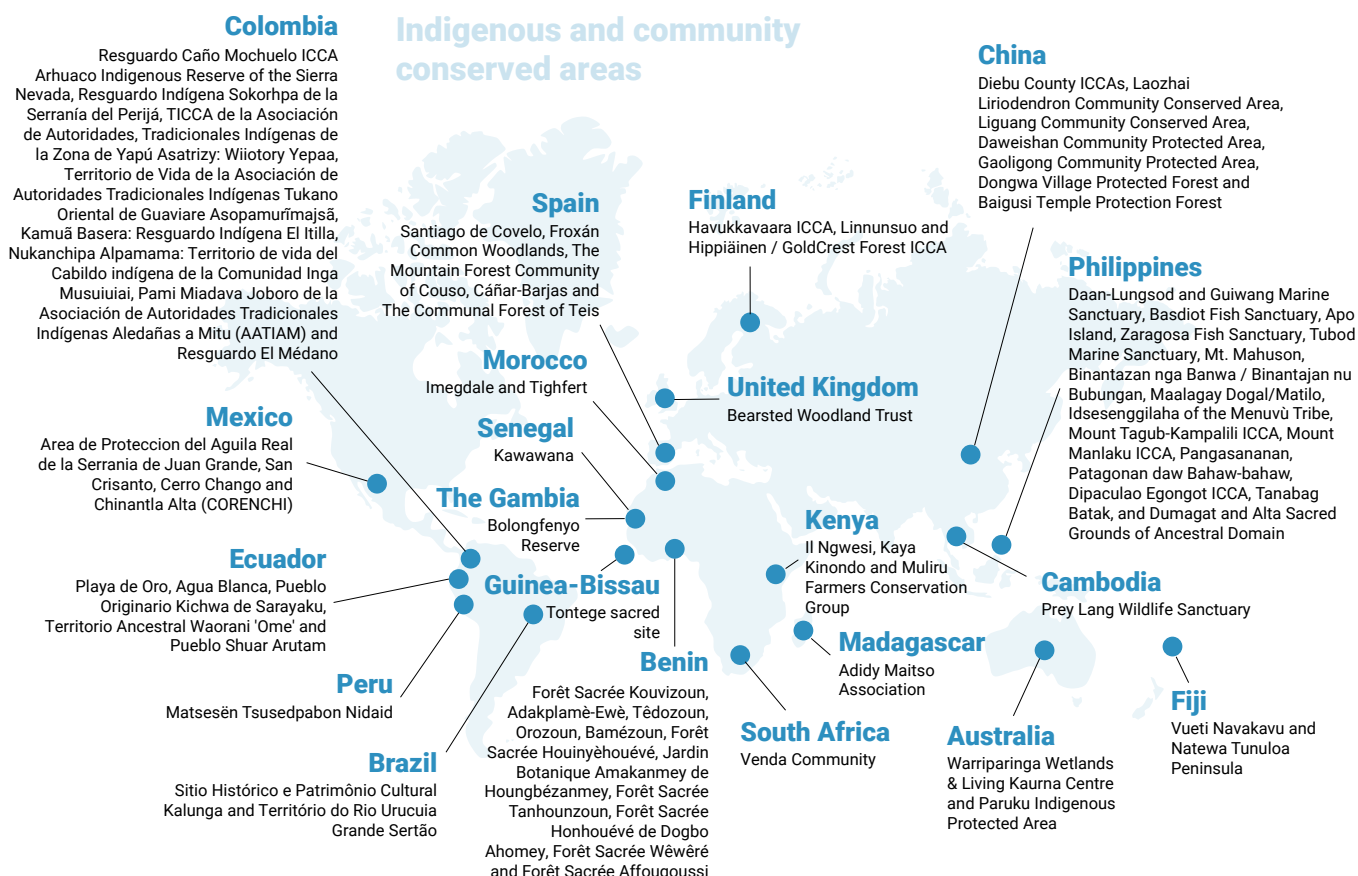 Indigenous and community
conserved areas
Colombia
Resguardo Caño Mochuelo ICCA
Arhuaco Indigenous Reserve of the Sierra
Nevada, Resguardo Indígena Sokorhpa de la
Serranía del Perijá, TICCA de la Asociación
de Autoridades, Tradicionales Indígenas de
la Zona de Yapú Asatrizy: Wiiotory Yepaa,
Territorio de Vida de la Asociación de
Autoridades Tradicionales Indígenas Tukano
Oriental de Guaviare Asopamurĩmajsã,
Kamuã Basera: Resguardo Indígena El Itilla,
Nukanchipa Alpamama: Territorio de vida del
Cabildo indígena de la Comunidad Inga
Musuiuiai, Pami Miadava Joboro de la
Asociación de Autoridades Tradicionales
Indígenas Aledañas a Mitu (AATIAM) and
Resguardo El Médano
Mexico
Area de Proteccion del Aguila Real
de la Serrania de Juan Grande, San
Crisanto, Cerro Chango and
Chinantla Alta (CORENCHI)
Ecuador
Playa de Oro, Agua Blanca, Pueblo
Originario Kichwa de Sarayaku,
Territorio Ancestral Waorani 'Ome' and
Pueblo Shuar Arutam
Peru
Matsesën Tsusedpabon Nidaid
Brazil
Sitio Histórico e Patrimônio Cultural
Kalunga and Território do Rio Urucuia
Grande Sertão
Spain
Santiago de Covelo, Froxán
Common Woodlands, The
Mountain Forest Community
of Couso, Cáñar-Barjas and
The Communal Forest of Teis
Morocco
Imegdale and Tighfert
Senegal
Kawawana
The Gambia
Bolongfenyo
Reserve
Guinea-Bissau
Tontege sacred
site
Benin
Forêt Sacrée Kouvizoun,
Adakplamè-Ewè, Têdozoun,
Orozoun, Bamézoun, Forêt
Sacrée Houinyèhouévé, Jardin
Botanique Amakanmey de
Houngbézanmey, Forêt Sacrée
Tanhounzoun, Forêt Sacrée
Honhouévé de Dogbo
Ahomey, Forêt Sacrée Wêwêré
and Forêt Sacrée Affougoussi
Finland
Havukkavaara ICCA, Linnunsuo and
Hippiäinen / GoldCrest Forest ICCA
United Kingdom
Bearsted Woodland Trust
Kenya
Il Ngwesi, Kaya
Kinondo and Muliru
Farmers Conservation
Group
Madagascar
Adidy Maitso
Association
South Africa
Venda Community
China
Diebu County ICCAs, Laozhai
Liriodendron Community Conserved Area,
Liguang Community Conserved Area,
Daweishan Community Protected Area,
Gaoligong Community Protected Area,
Dongwa Village Protected Forest and
Baigusi Temple Protection Forest
Philippines
Daan-Lungsod and Guiwang Marine
Sanctuary, Basdiot Fish Sanctuary, Apo
Island, Zaragosa Fish Sanctuary, Tubod
Marine Sanctuary, Mt. Mahuson,
Binantazan nga Banwa / Binantajan nu
Bubungan, Maalagay Dogal/Matilo,
Idsesenggilaha of the Menuvù Tribe,
Mount Tagub-Kampalili ICCA, Mount
Manlaku ICCA, Pangasananan,
Patagonan daw Bahaw-bahaw,
Dipaculao Egongot ICCA, Tanabag
Batak, and Dumagat and Alta Sacred
Grounds of Ancestral Domain
Cambodia
Prey Lang Wildlife Sanctuary
Australia
Warriparinga Wetlands
& Living Kaurna Centre
and Paruku Indigenous
Protected Area
Fiji
Vueti Navakavu and
Natewa Tunuloa
Peninsula